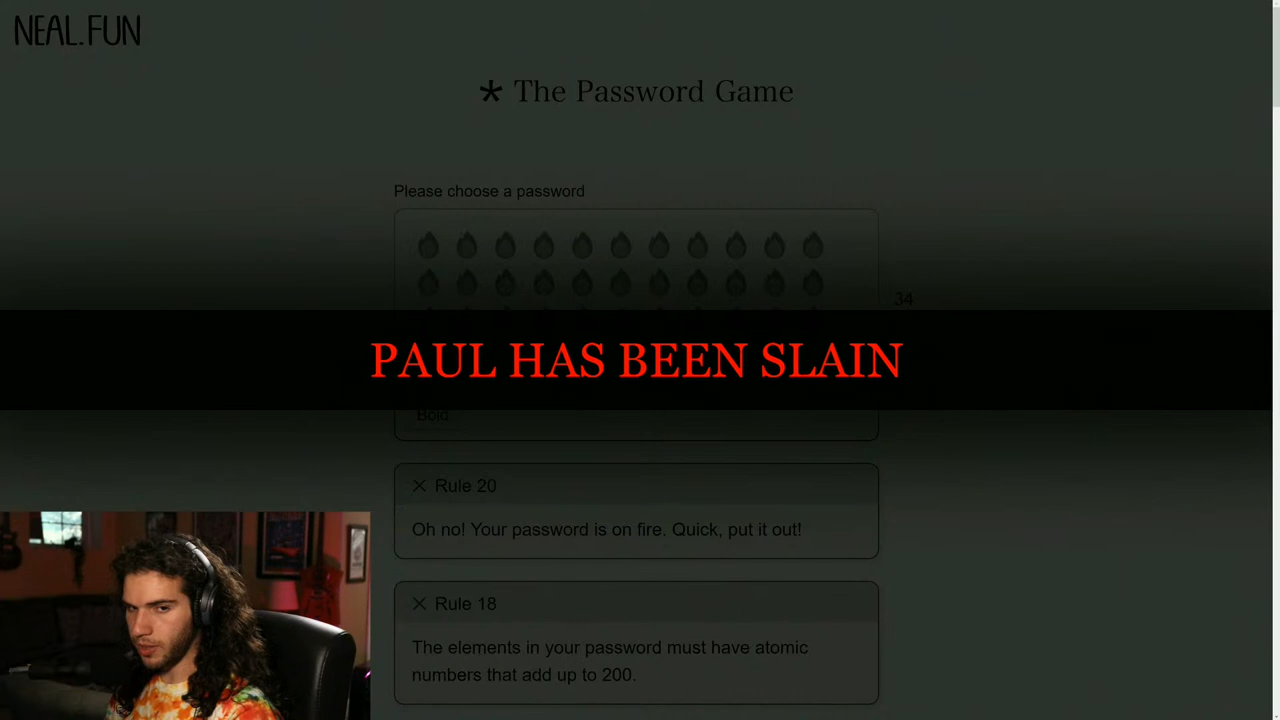 NEAL.FUN
* The Password Game
Please choose a password
34
PAUL HAS BEEN SLAIN
Bold
× Rule 20
Oh no! Your password is on fire. Quick, put it out!
× Rule 18
The elements in your password must have atomic
numbers that add up to 200.